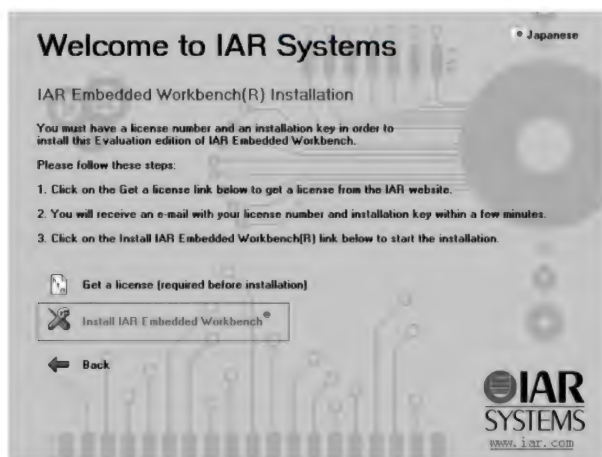 Welcome to IAR Systems
Japanese
IAR Embedded Workbench(R) Installation
You must have a license number and an installation key in order to
install this Evaluation edition of IAR Embedded Workbench.
Please follow these steps:
1. Click on the Get a license link below to get a license from the IAR website.
2. You will receive an e-mail with your license number and installation key within a few minutes.
3. Click on the Install IAR Embedded Workbench(R) link below to start the installation.
Get a license (required before installation)
Install IAR Embedded Workbench®
Back
IAR
SYSTEMS
www.iar.com